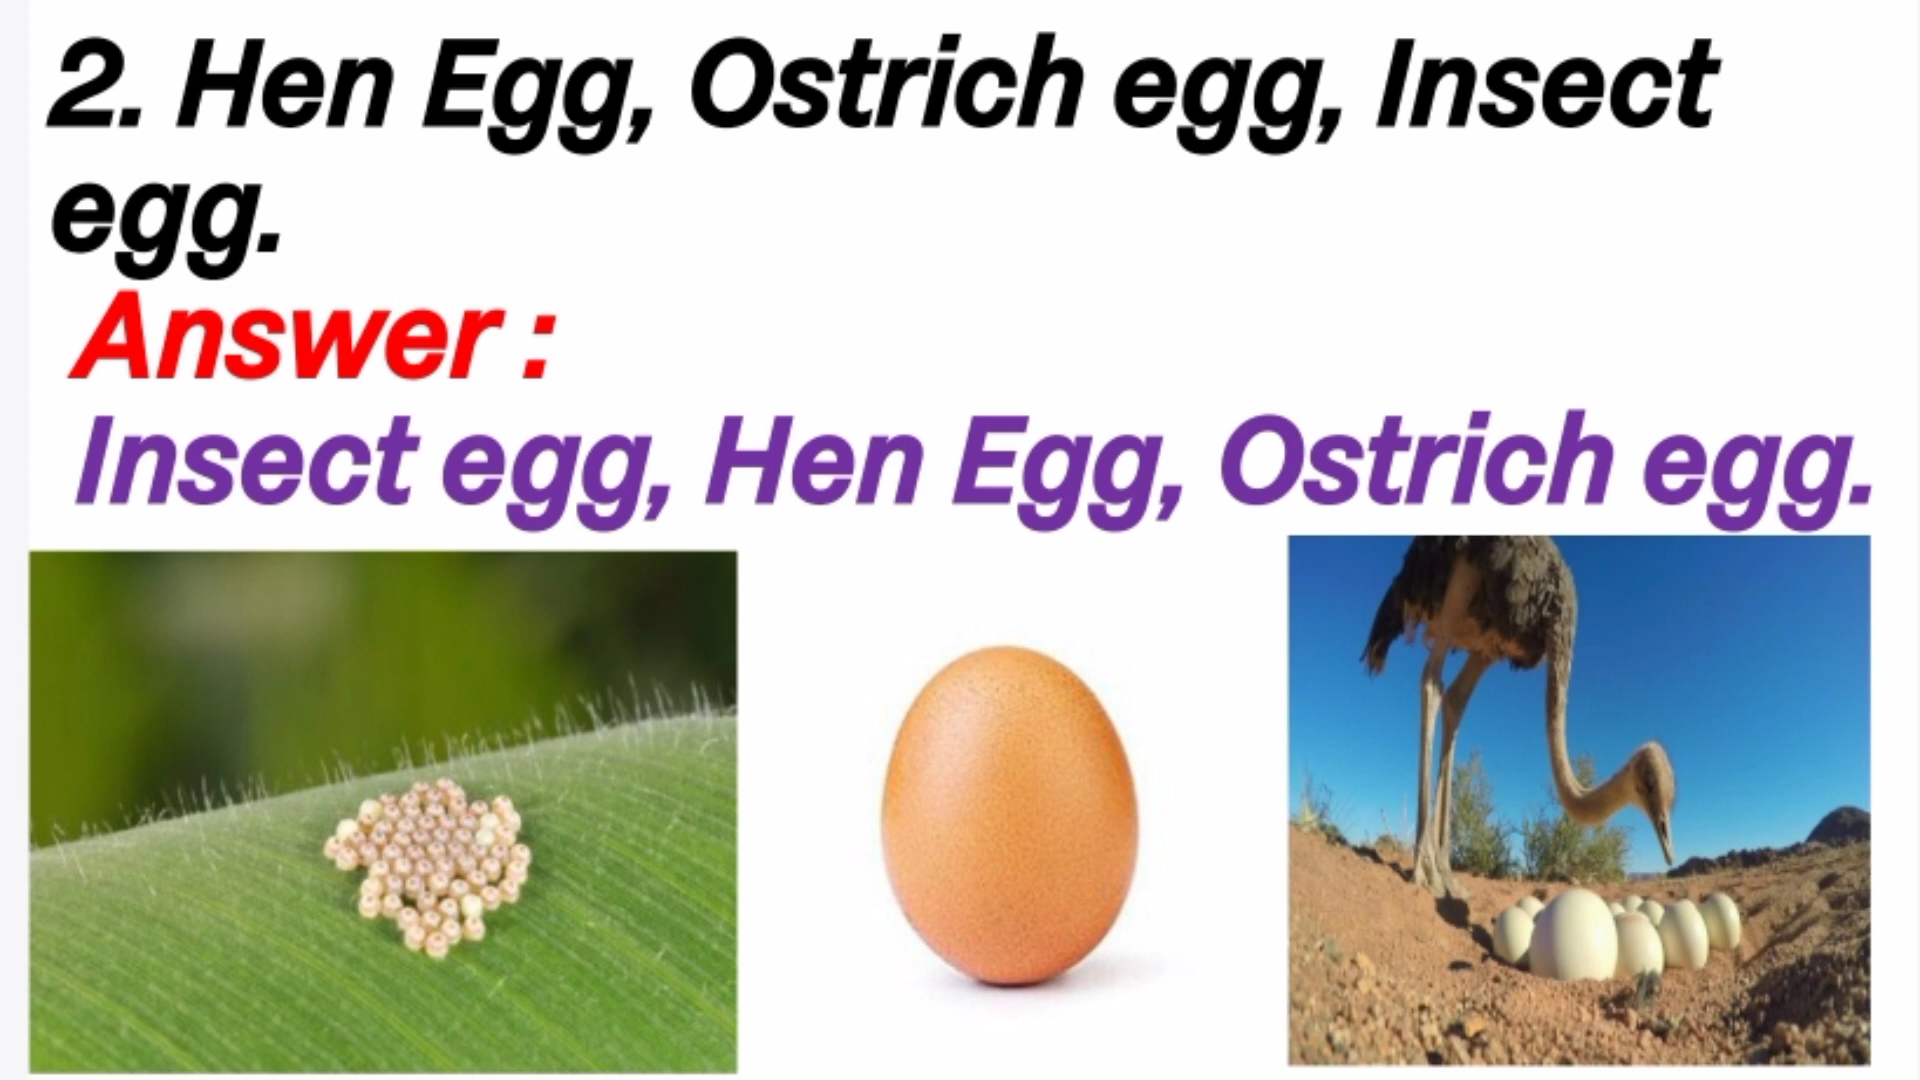 2. Hen Egg, Ostrich egg, Insect
egg.
Answer :
Insect egg, Hen Egg, Ostrich egg.